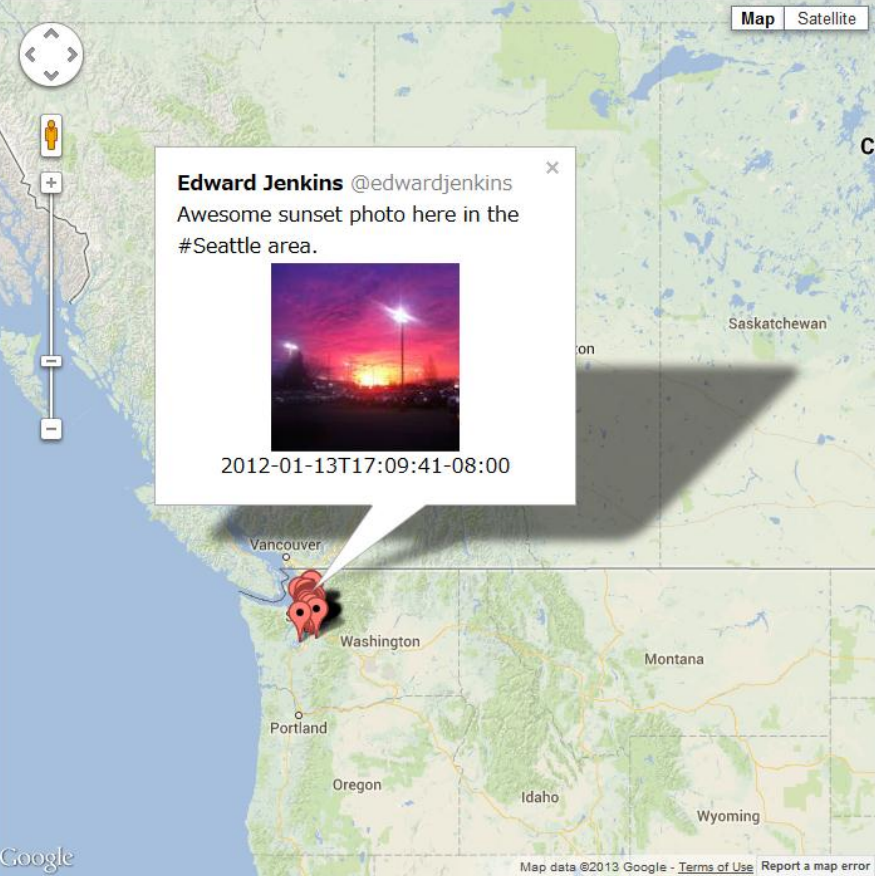 Map Satellite
C
Edward Jenkins @edwardjenkins
Awesome sunset photo here in the
#Seattle area.
2012-01-13T17:09:41-08:00
Saskatchewan
ton
Vancouver
Washington
Montana
Portland
Oregon
Idaho
Wyoming
Google
Map data ©2013 Google - Terms of Use Report a map error